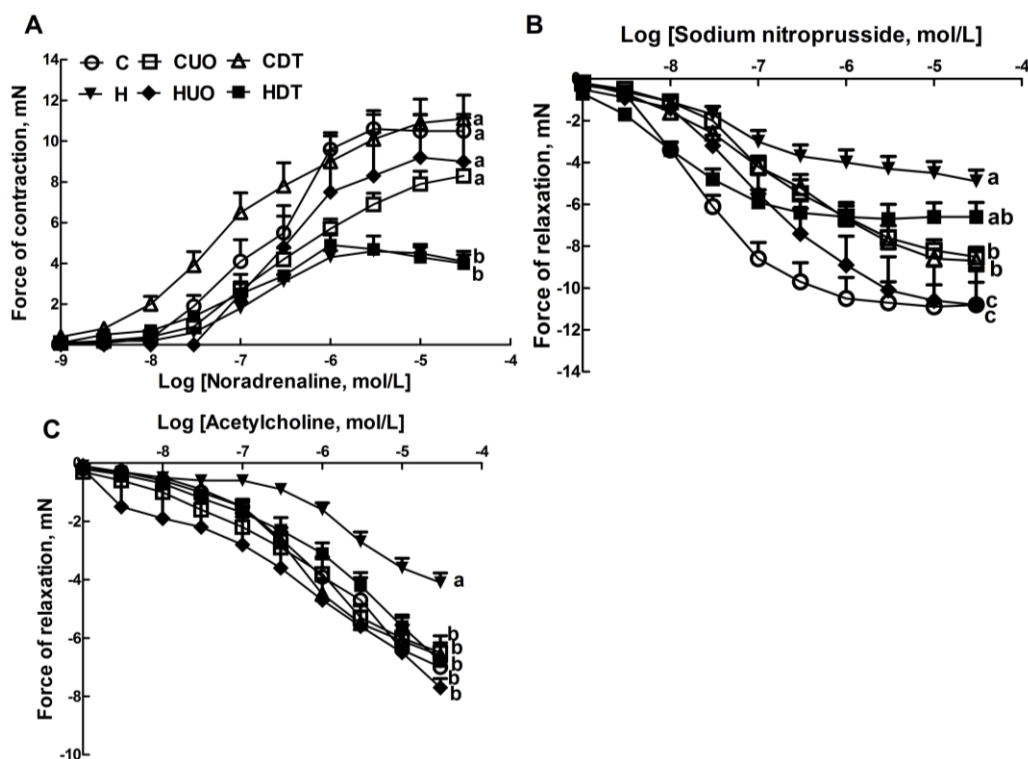 A
14
12
10
8
6
4
2
C CUO CDT
H HUO HDT
Force of contraction, mN
a
a
a
a
b
b
-9 -8 -7 -6 -5 -4
Log [Noradrenaline, mol/L]
B
Log [Sodium nitroprusside, mol/L]
-8 -7 -6 -5 -4
0
-2
-4
-6
-8
-10
-12
-14
Force of relaxation, mN
a
ab
b
b
c
c
C
Log [Acetylcholine, mol/L]
-8 -7 -6 -5 -4
0
-2
-4
-6
-8
-10
Force of relaxation, mN
a
b
b
b
b
b